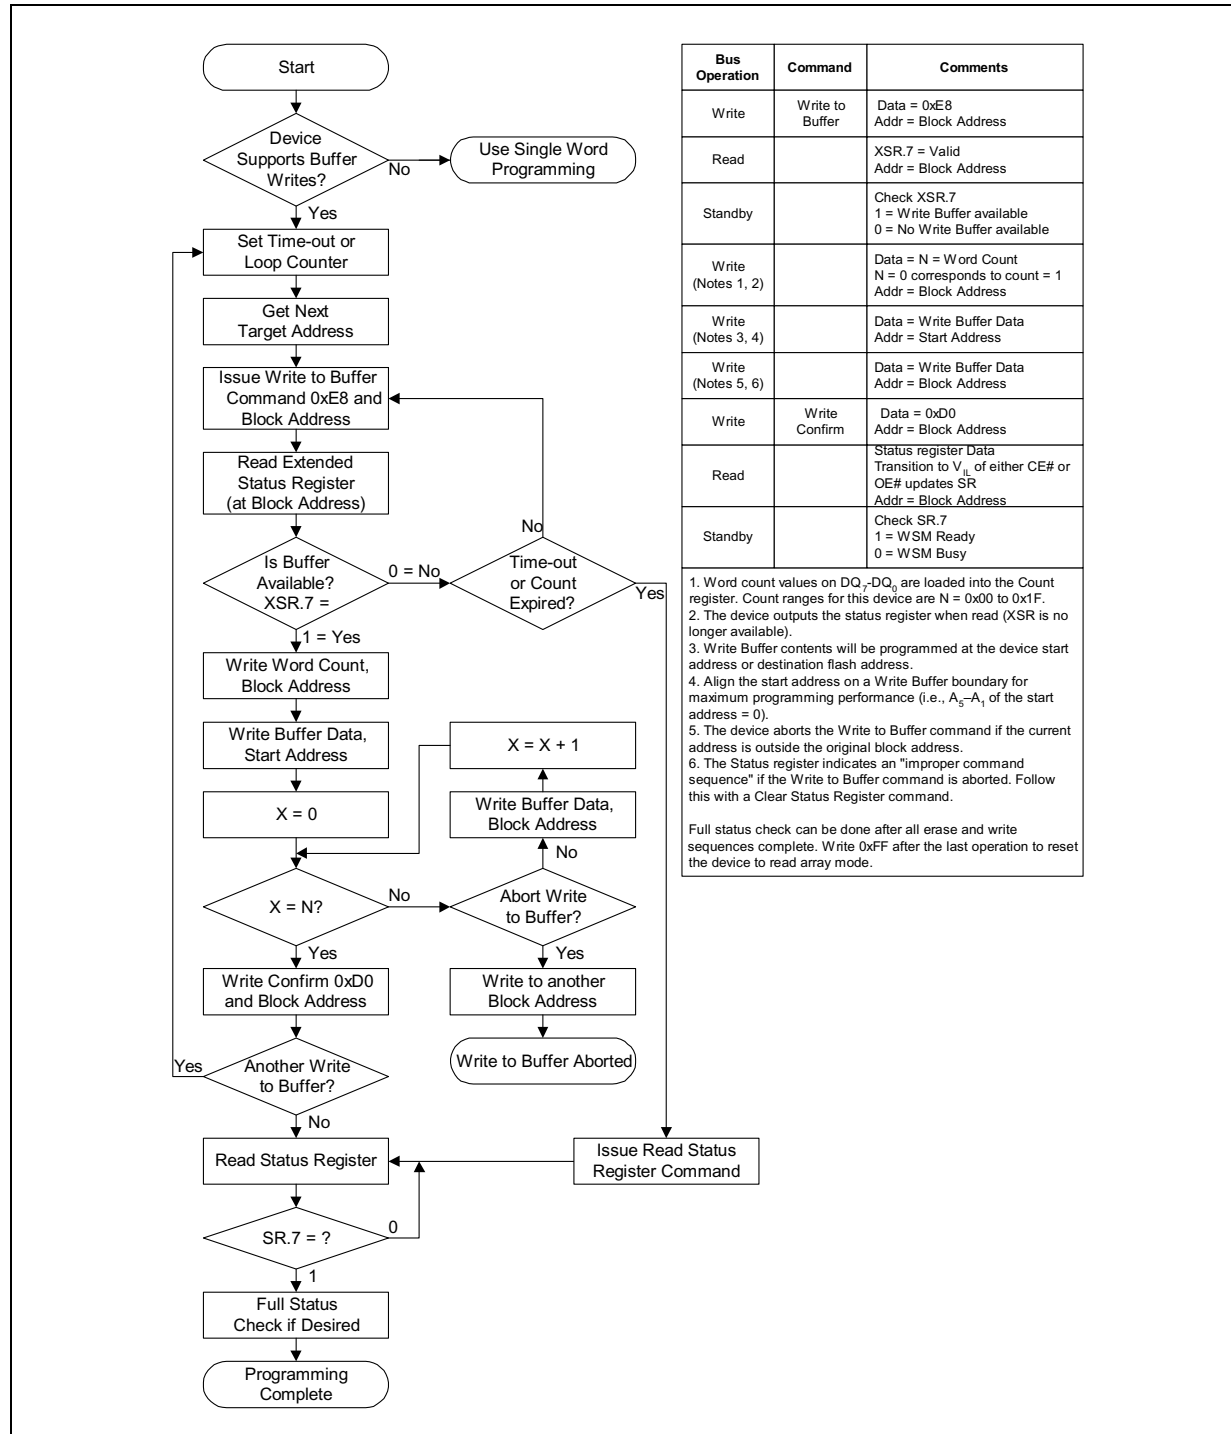 Start
Device
Supports Buffer
Writes?
No
Use Single Word
Programming
Yes
Set Time-out or
Loop Counter
Get Next
Target Address
Issue Write to Buffer
Command 0xE8 and
Block Address
Read Extended
Status Register
(at Block Address)
No
Is Buffer
Available?
XSR.7 =
0 = No
Time-out
or Count
Expired?
Yes
1 = Yes
Write Word Count,
Block Address
Write Buffer Data,
Start Address
X = X + 1
X = 0
Write Buffer Data,
Block Address
No
X = N?
No
Abort Write
to Buffer?
Yes
Yes
Write Confirm 0xD0
and Block Address
Write to another
Block Address
Yes
Another Write
to Buffer?
Write to Buffer Aborted
No
Read Status Register
Issue Read Status
Register Command
SR.7 = ?
0
1
Full Status
Check if Desired
Programming
Complete
Bus
Operation
Command
Comments
Write
Write to
Buffer
Data = 0xE8
Addr = Block Address
Read
XSR.7 = Valid
Addr = Block Address
Standby
Check XSR.7
1 = Write Buffer available
0 = No Write Buffer available
Write
(Notes 1, 2)
Data = N = Word Count
N = 0 corresponds to count = 1
Addr = Block Address
Write
(Notes 3, 4)
Data = Write Buffer Data
Addr = Start Address
Write
(Notes 5, 6)
Data = Write Buffer Data
Addr = Block Address
Write
Write
Confirm
Data = 0xD0
Addr = Block Address
Read
Status register Data
Transition to VIL of either CE# or
OE# updates SR
Addr = Block Address
Standby
Check SR.7
1 = WSM Ready
0 = WSM Busy
1. Word count values on DQ7-DQ0 are loaded into the Count
register. Count ranges for this device are N = 0x00 to 0x1F.
2. The device outputs the status register when read (XSR is no
longer available).
3. Write Buffer contents will be programmed at the device start
address or destination flash address.
4. Align the start address on a Write Buffer boundary for
maximum programming performance (i.e., A5–A1 of the start
address = 0).
5. The device aborts the Write to Buffer command if the current
address is outside the original block address.
6. The Status register indicates an "improper command
sequence" if the Write to Buffer command is aborted. Follow
this with a Clear Status Register command.
Full status check can be done after all erase and write
sequences complete. Write 0xFF after the last operation to reset
the device to read array mode.